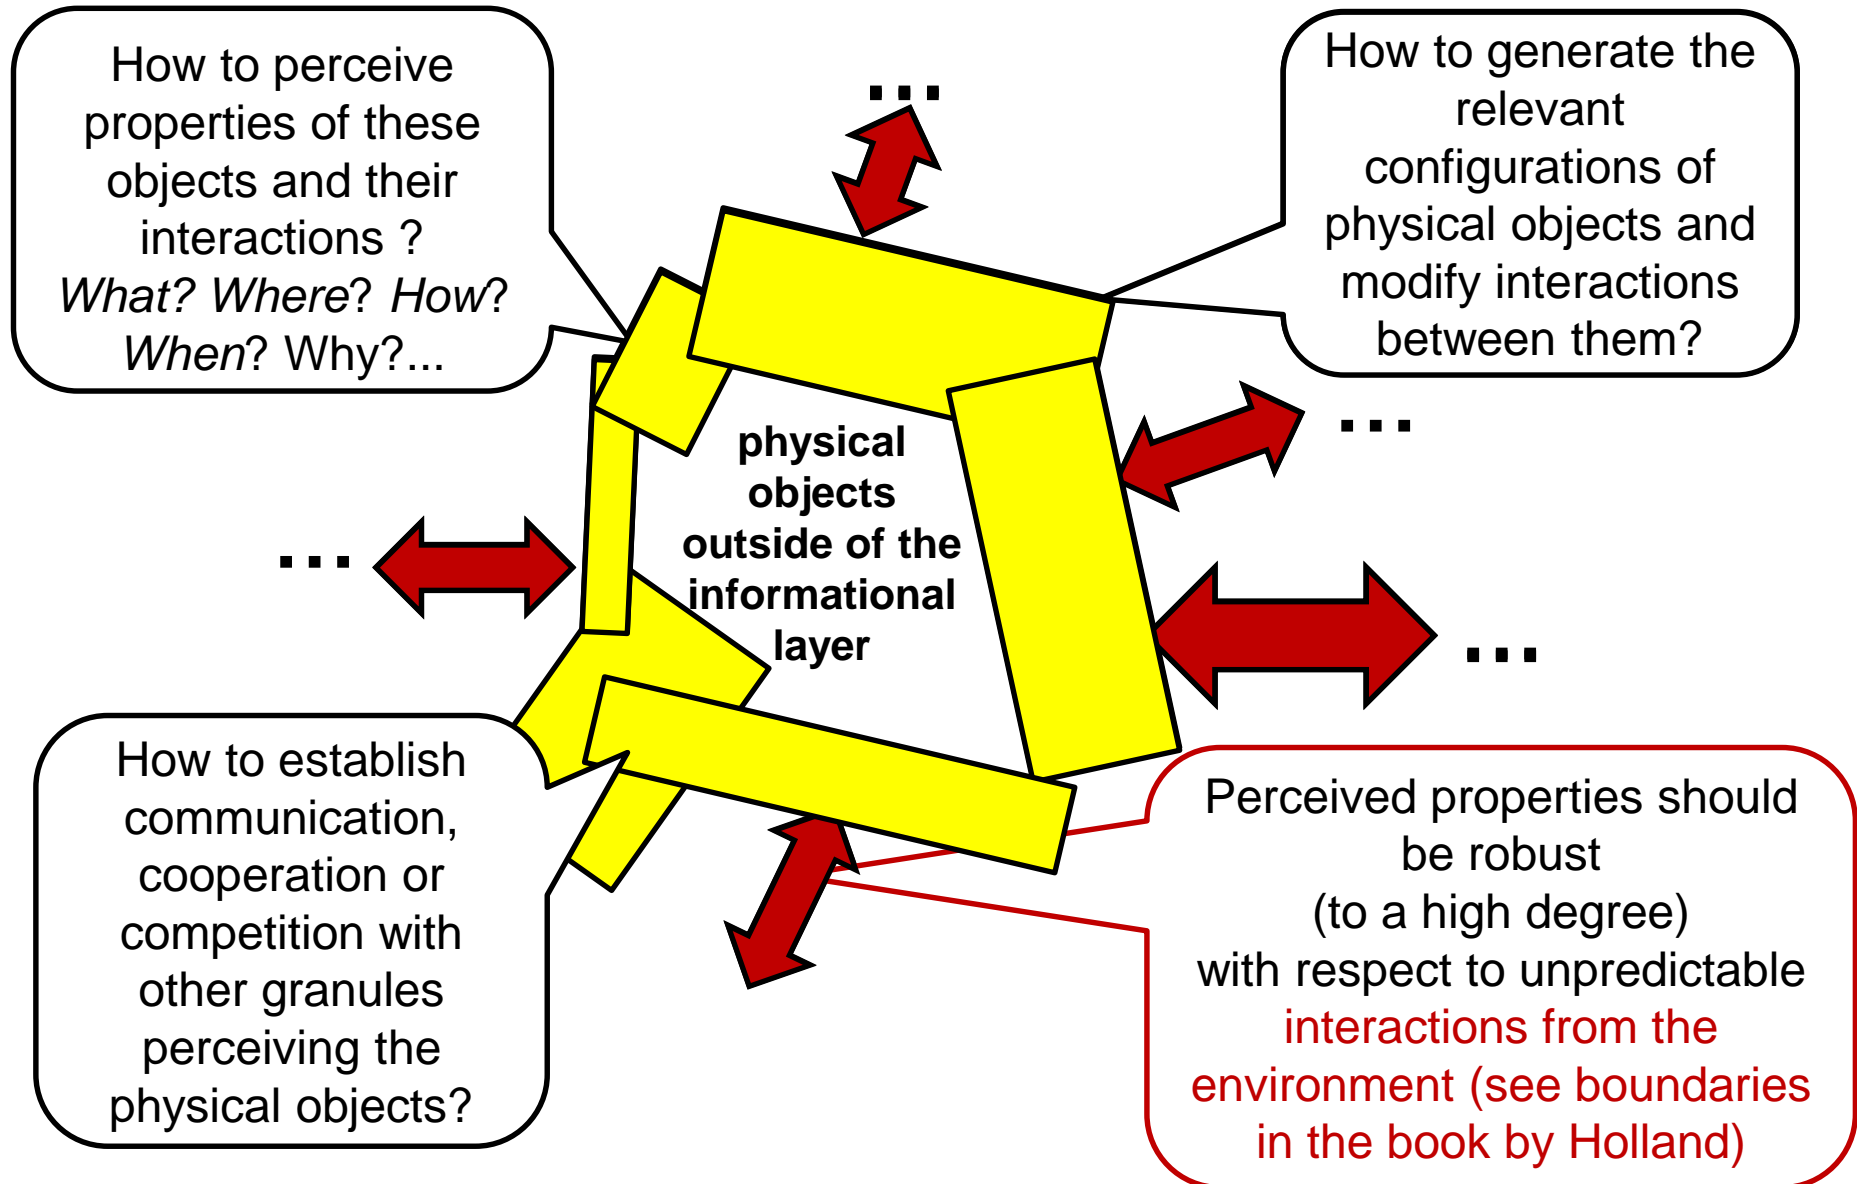 How to perceive
properties of these
objects and their
interactions ?
What? Where? How?
When? Why?...
...
How to generate the
relevant
configurations of
physical objects and
modify interactions
between them?
physical
objects
outside of the
informational
layer
...
...
...
How to establish
communication,
cooperation or
competition with
other granules
perceiving the
physical objects?
Perceived properties should
be robust
(to a high degree)
with respect to unpredictable
interactions from the
environment (see boundaries
in the book by Holland)